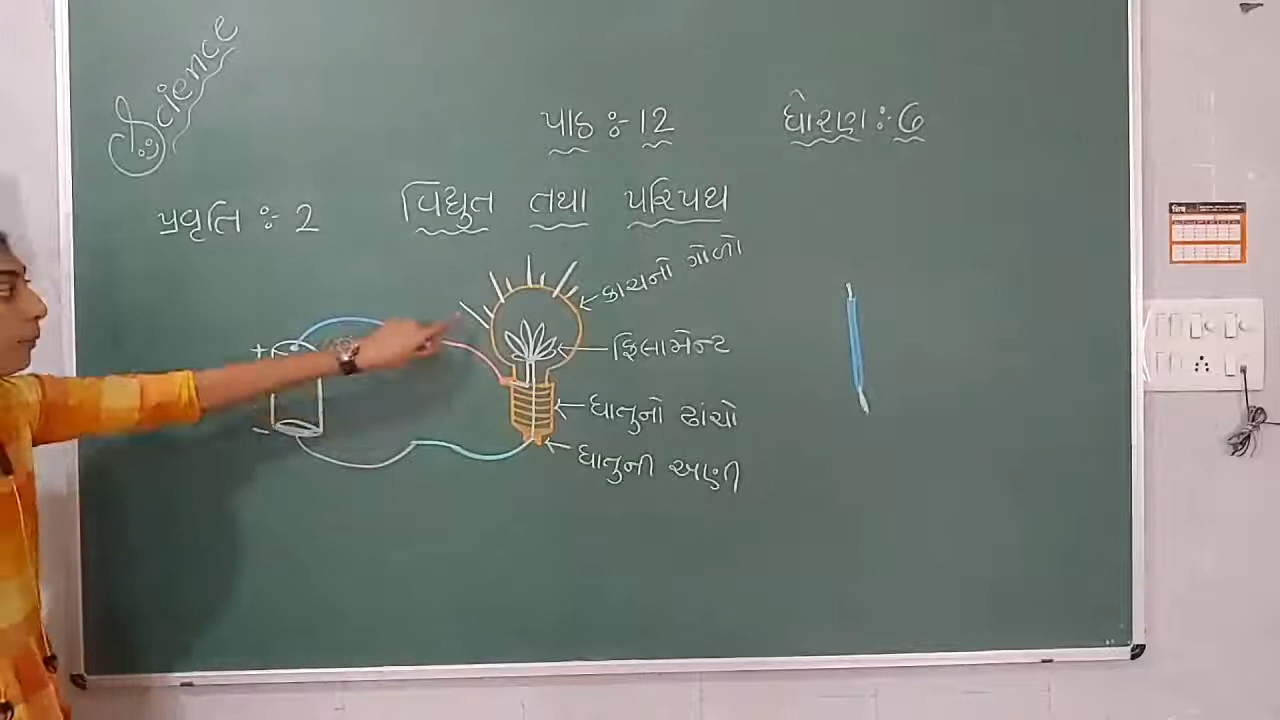 Science
પાઠ :- 12
ધોરણ :- 6
પ્રવૃતિ :- 2
વિદ્યુત તથા પરિપથ
કાચનો ગોળો
ફિલામેન્ટ
ધાતુનો ઢાંચો
ધાતુની અણી
+
-